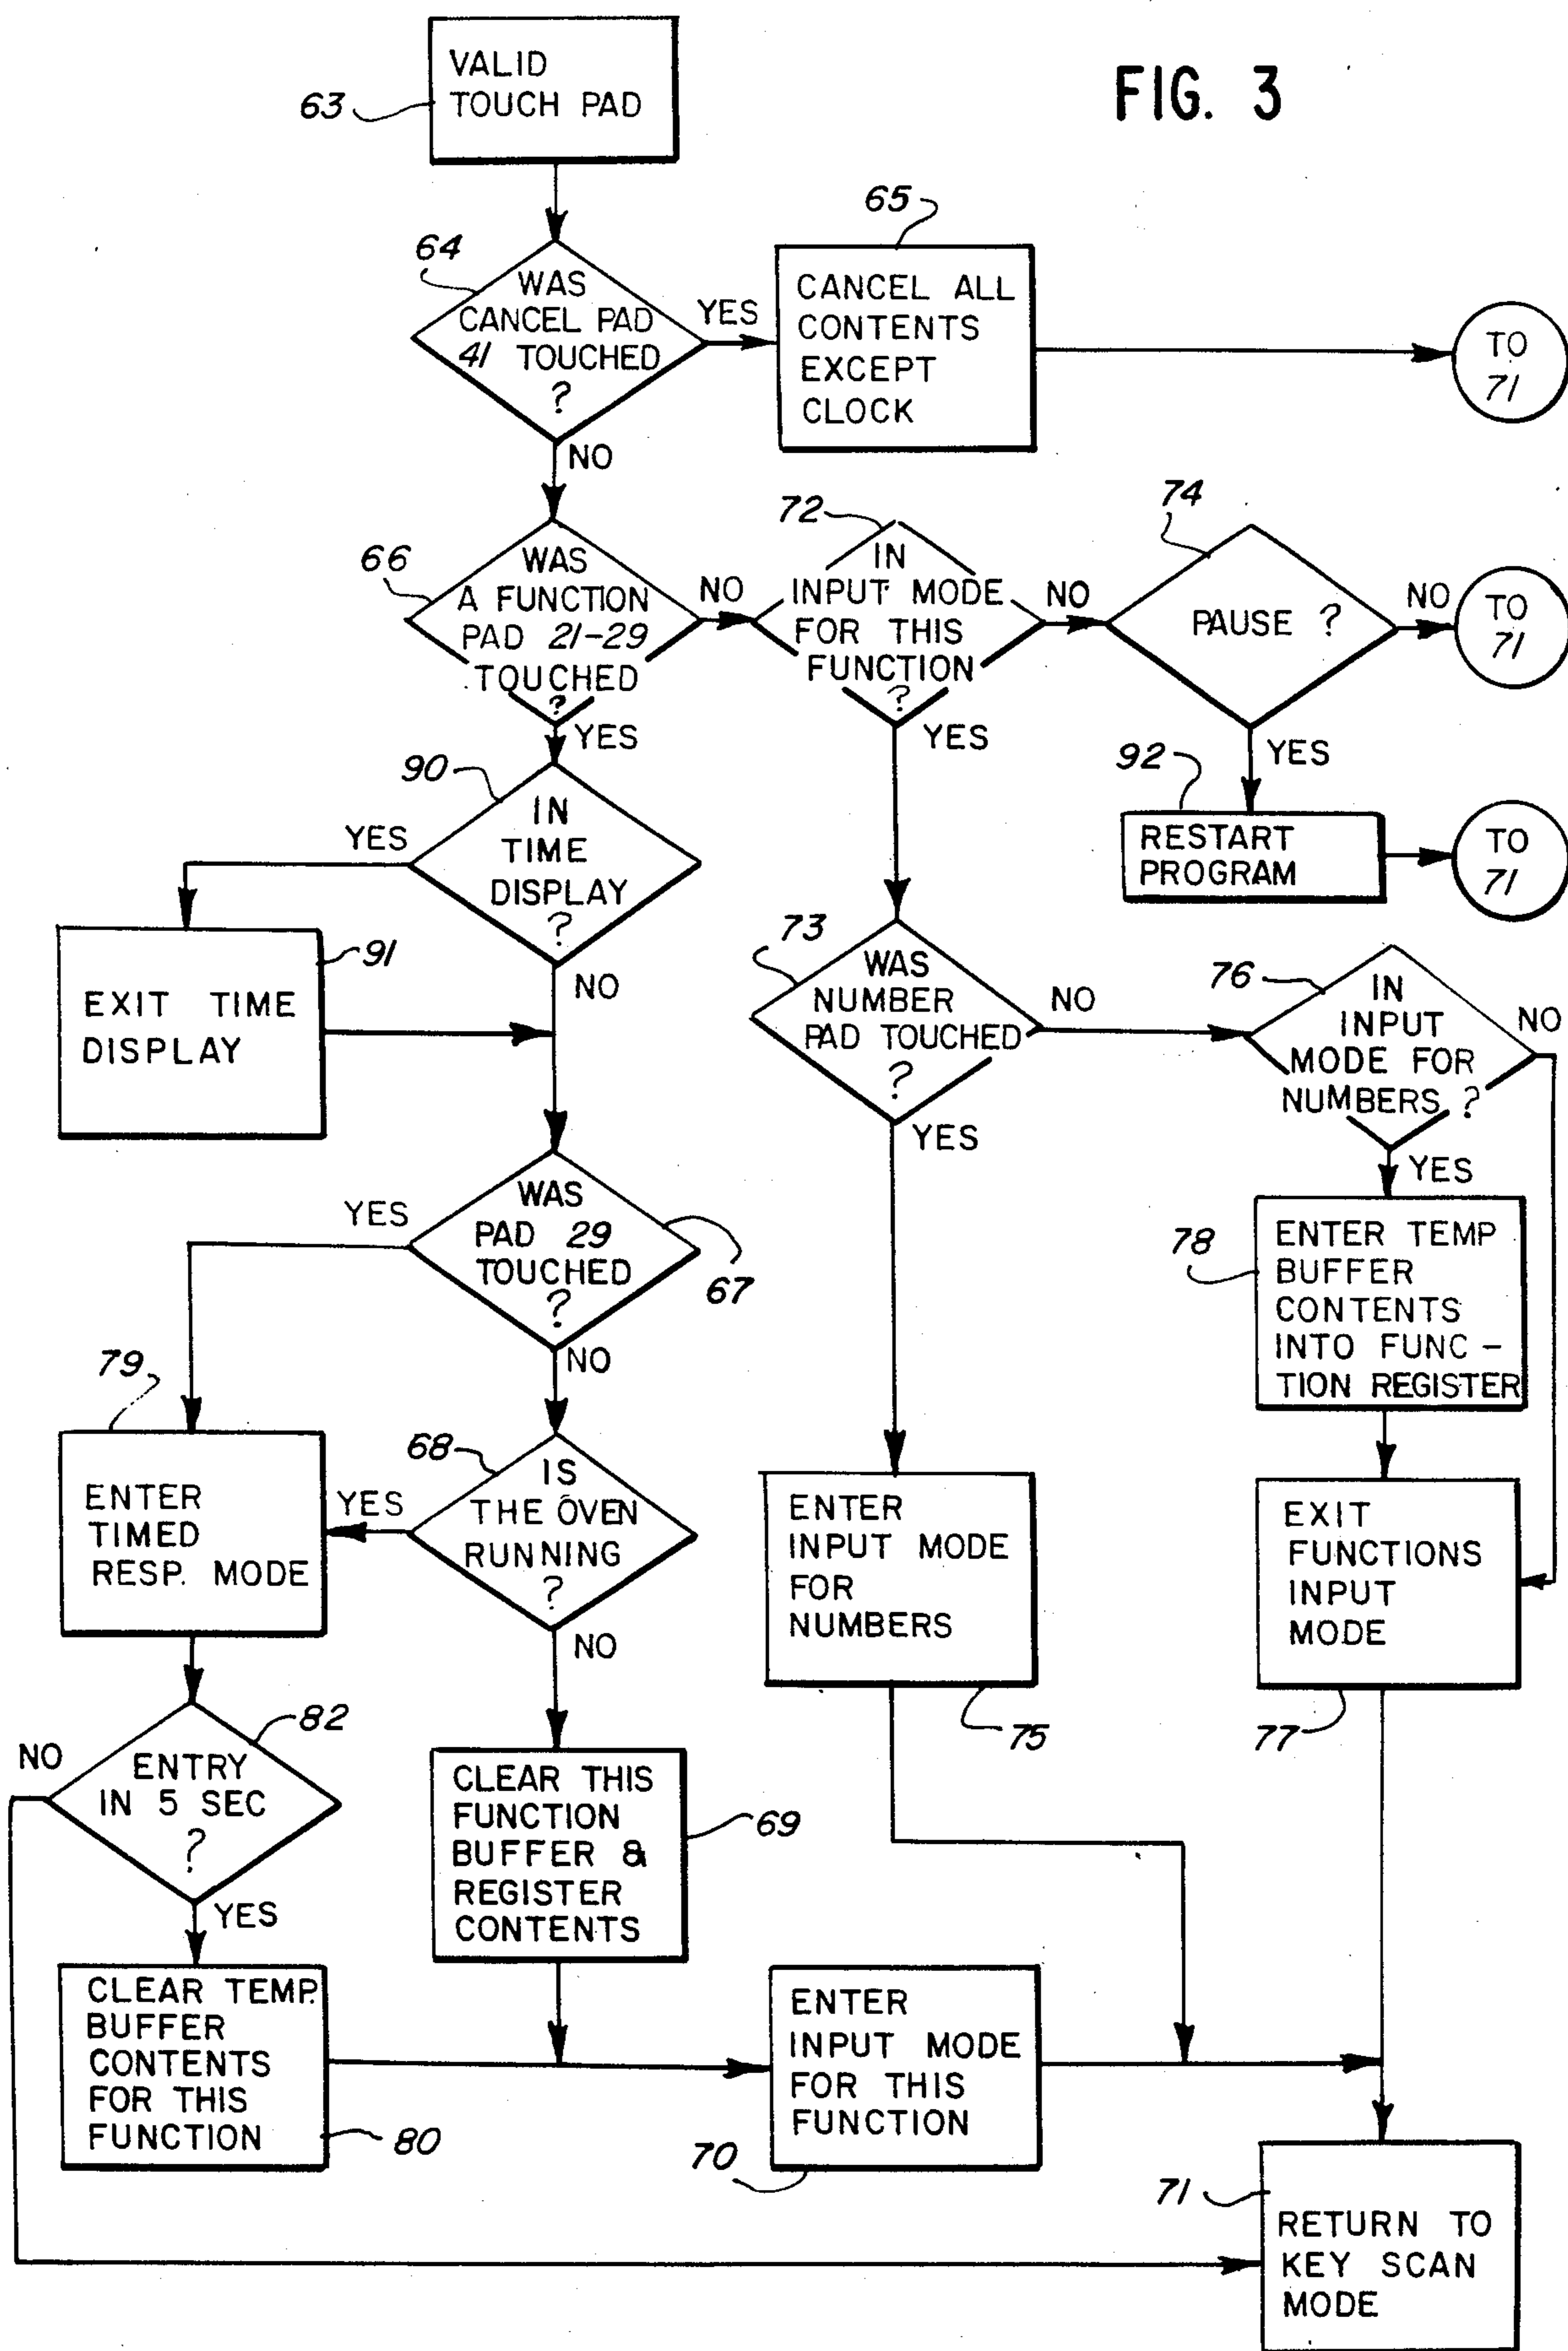 FIG. 3
VALID
TOUCH PAD
63
64
WAS
CANCEL PAD
41 TOUCHED
?
YES
NO
65
CANCEL ALL
CONTENTS
EXCEPT
CLOCK
TO
71
66
WAS
A FUNCTION
PAD 21-29
TOUCHED
?
NO
YES
72
IN
INPUT MODE
FOR THIS
FUNCTION
?
NO
YES
74
PAUSE ?
NO
YES
TO
71
92
RESTART
PROGRAM
TO
71
90
IN
TIME
DISPLAY
?
YES
NO
91
EXIT TIME
DISPLAY
73
WAS
NUMBER
PAD TOUCHED
?
NO
YES
76
IN
INPUT
MODE FOR
NUMBERS ?
NO
YES
67
WAS
PAD 29
TOUCHED
?
YES
NO
78
ENTER TEMP
BUFFER
CONTENTS
INTO FUNC-
TION REGISTER
79
ENTER
TIMED
RESP. MODE
68
IS
THE OVEN
RUNNING
?
YES
NO
ENTER
INPUT MODE
FOR
NUMBERS
75
EXIT
FUNCTIONS
INPUT
MODE
77
82
ENTRY
IN 5 SEC
?
NO
YES
CLEAR THIS
FUNCTION
BUFFER &
REGISTER
CONTENTS
69
CLEAR TEMP.
BUFFER
CONTENTS
FOR THIS
FUNCTION
80
ENTER
INPUT MODE
FOR THIS
FUNCTION
70
71
RETURN TO
KEY SCAN
MODE